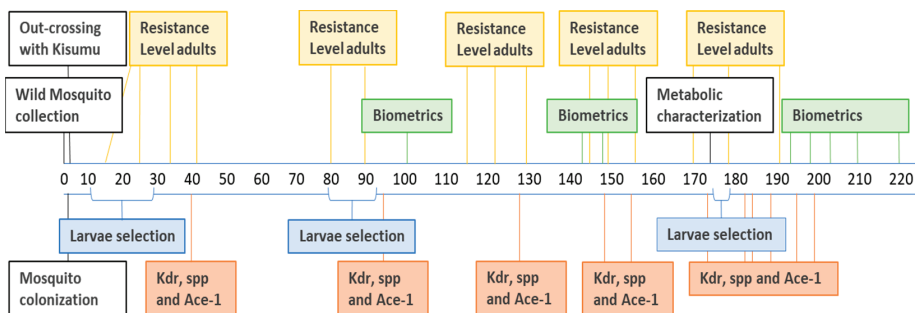 Out-crossing
with Kisumu
Resistance
Level adults
Resistance
Level adults
Resistance
Level adults
Resistance
Level adults
Resistance
Level adults
Wild Mosquito
collection
Biometrics
Biometrics
Metabolic
characterization
Biometrics
0 10 20 30 40 50 60 70 80 90 100 110 120 130 140 150 160 170 180 190 200 210 220
Larvae selection
Larvae selection
Larvae selection
Mosquito
colonization
Kdr, spp
and Ace-1
Kdr, spp
and Ace-1
Kdr, spp
and Ace-1
Kdr, spp
and Ace-1
Kdr, spp and Ace-1